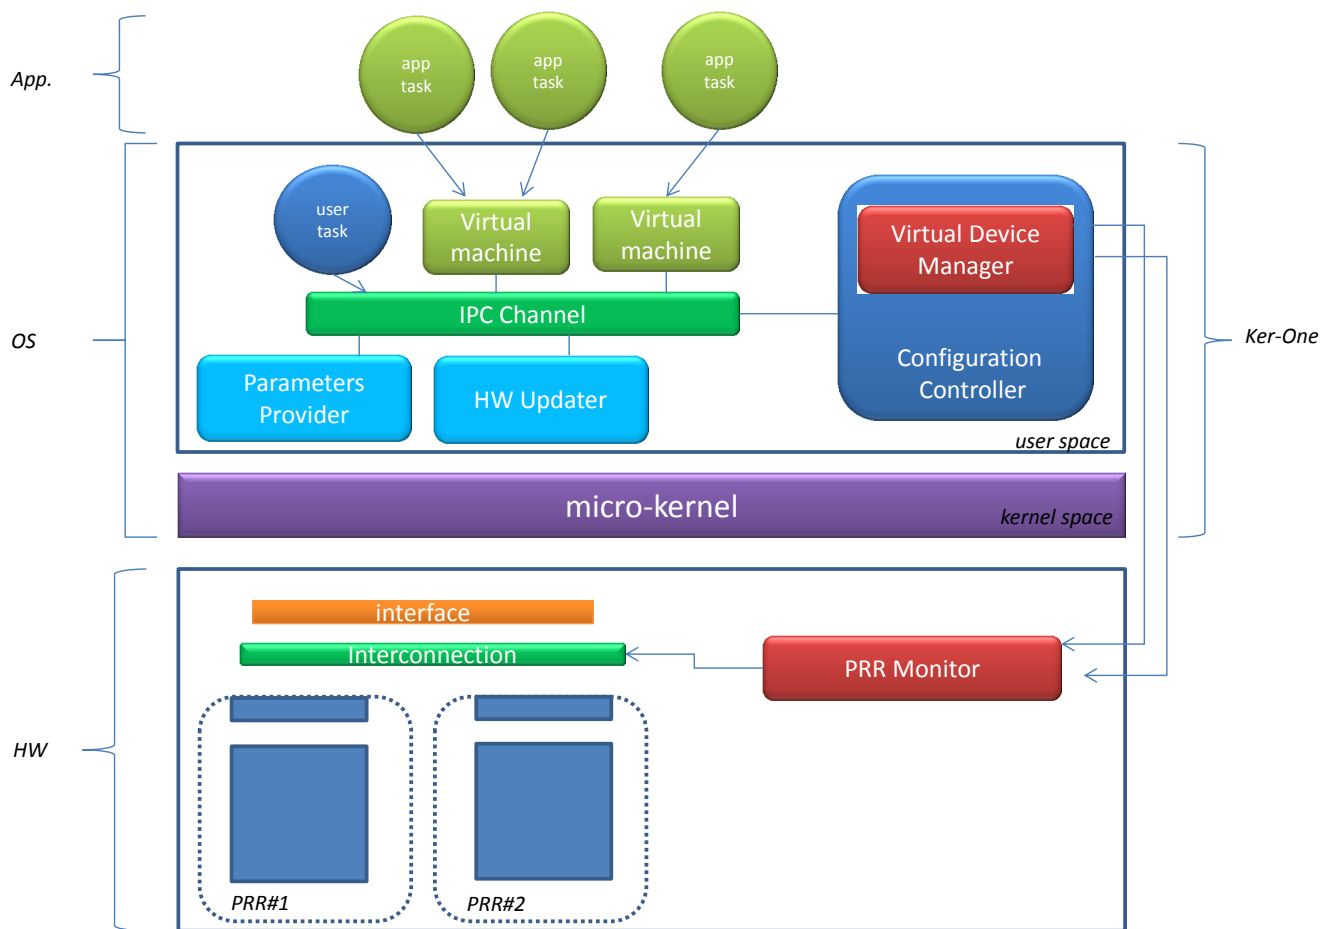 App.
app
task
app
task
app
task
user
task
Virtual
machine
Virtual
machine
Virtual Device
Manager
IPC Channel
OS
Ker-One
Configuration
Controller
Parameters
Provider
HW Updater
user space
micro-kernel
kernel space
interface
Interconnection
PRR Monitor
HW
PRR#1
PRR#2